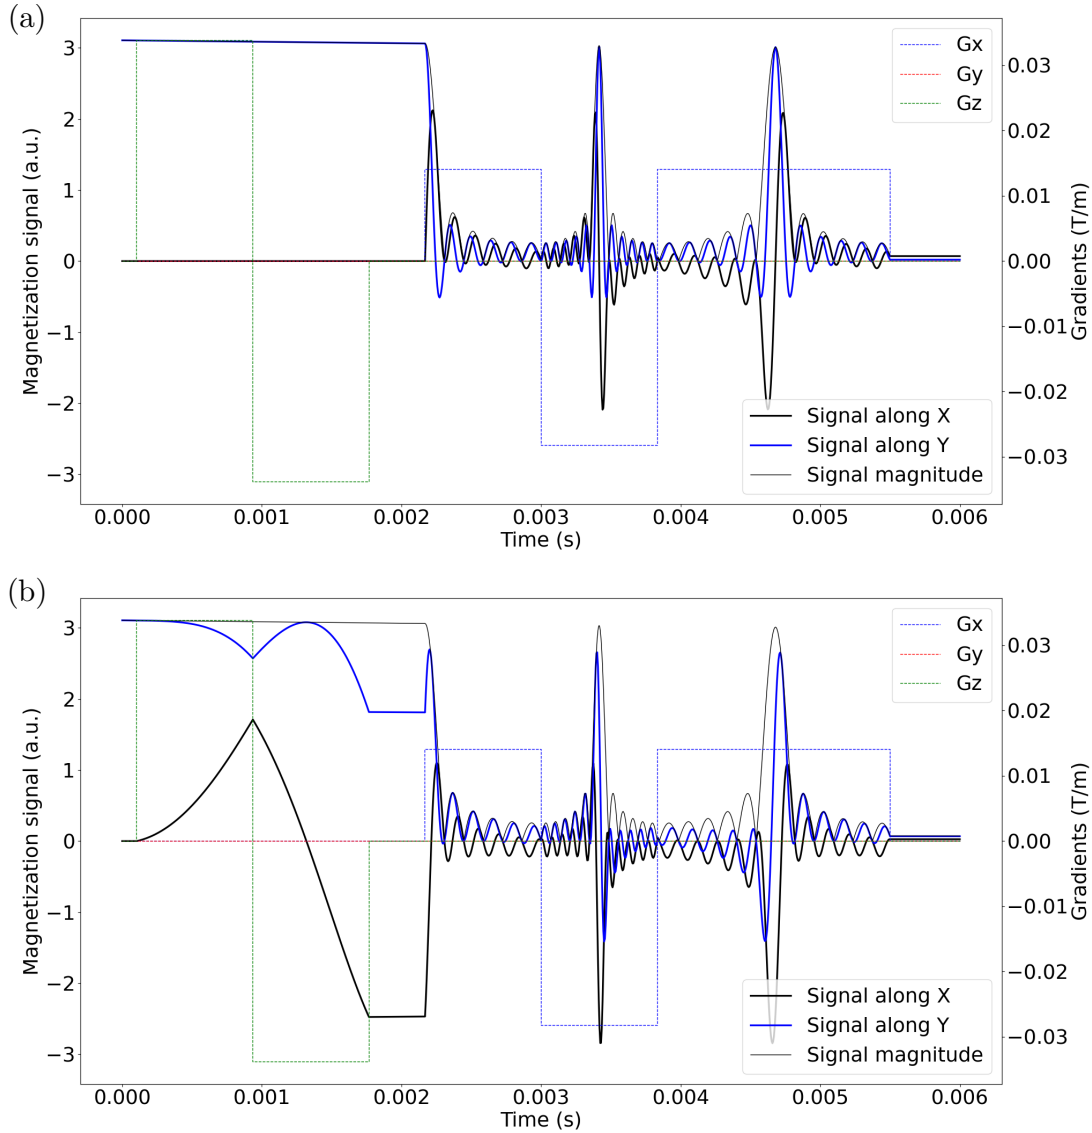 (a)
Magnetization signal (a.u.)
3
2
1
0
−1
−2
−3
Gx
Gy
Gz
Signal along X
Signal along Y
Signal magnitude
0.03
0.02
0.01
0.00
−0.01
−0.02
−0.03
Gradients (T/m)
0.000 0.001 0.002 0.003 0.004 0.005 0.006
Time (s)
(b)
Magnetization signal (a.u.)
3
2
1
0
−1
−2
−3
Gx
Gy
Gz
Signal along X
Signal along Y
Signal magnitude
0.03
0.02
0.01
0.00
−0.01
−0.02
−0.03
Gradients (T/m)
0.000 0.001 0.002 0.003 0.004 0.005 0.006
Time (s)